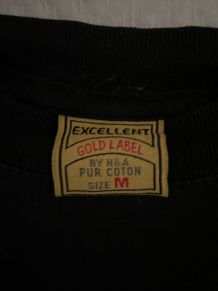 EXCELLENT
GOLD LABEL
BY H&A
PUR COTON
SIZE M